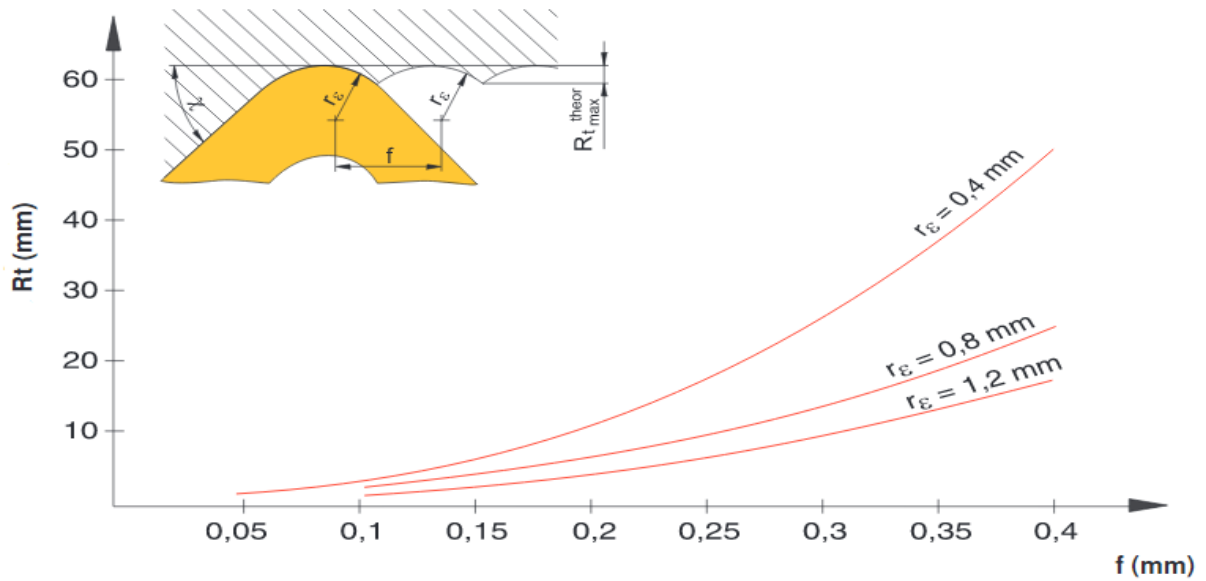 60
50
40
30
20
10
Rt (mm)
χ
rε
rε
f
Rt theor max
rε = 0,4 mm
rε = 0,8 mm
rε = 1,2 mm
0,05 0,1 0,15 0,2 0,25 0,3 0,35 0,4
f (mm)